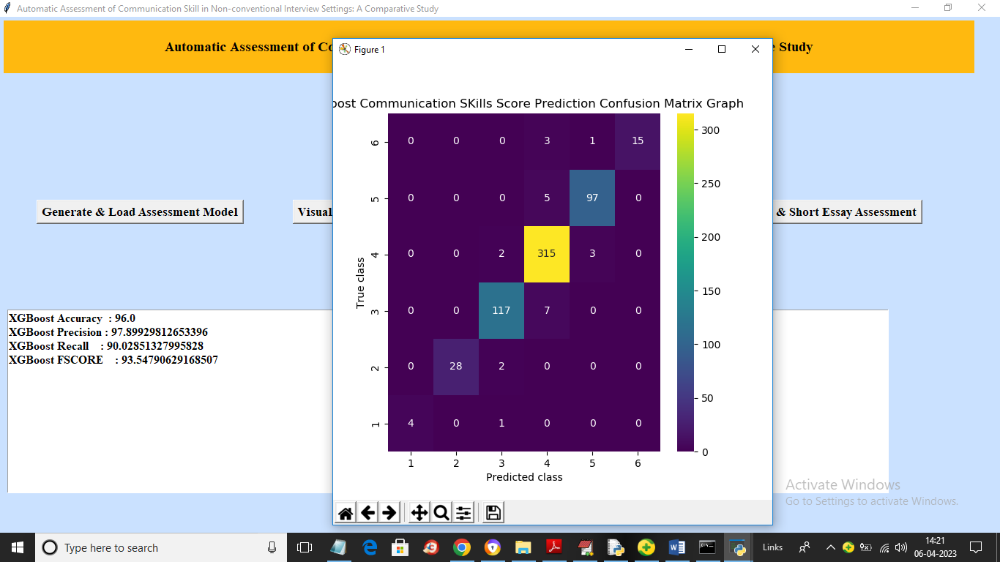 Automatic Assessment of Communication Skill in Non-conventional Interview Settings: A Comparative Study
Automatic Assessment of Co
e Study
Figure 1
oost Communication SKills Score Prediction Confusion Matrix Graph
6 0 0 0 3 1 15
5 0 0 0 5 97 0
4 0 0 2 315 3 0
3 0 0 117 7 0 0
2 0 28 2 0 0 0
1 4 0 1 0 0 0
1 2 3 4 5 6
True class
Predicted class
300
250
200
150
100
50
0
Generate & Load Assessment Model
Visual
& Short Essay Assessment
XGBoost Accuracy : 96.0
XGBoost Precision : 97.89929812653396
XGBoost Recall : 90.02851327995828
XGBoost FSCORE : 93.54790629168507
Activate Windows
Go to Settings to activate Windows.
Type here to search
Links
14:21
06-04-2023